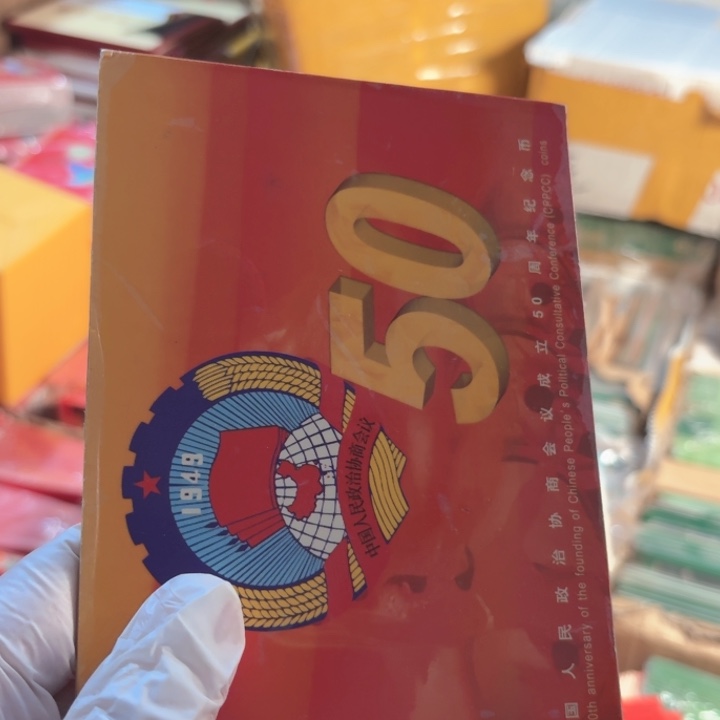 50
1949
中国人民政治协商会议
国人民政治协商会议成立50周年纪念币
anniversary of the founding of Chinese People's Political Consultative Conference (CPPCC) coins